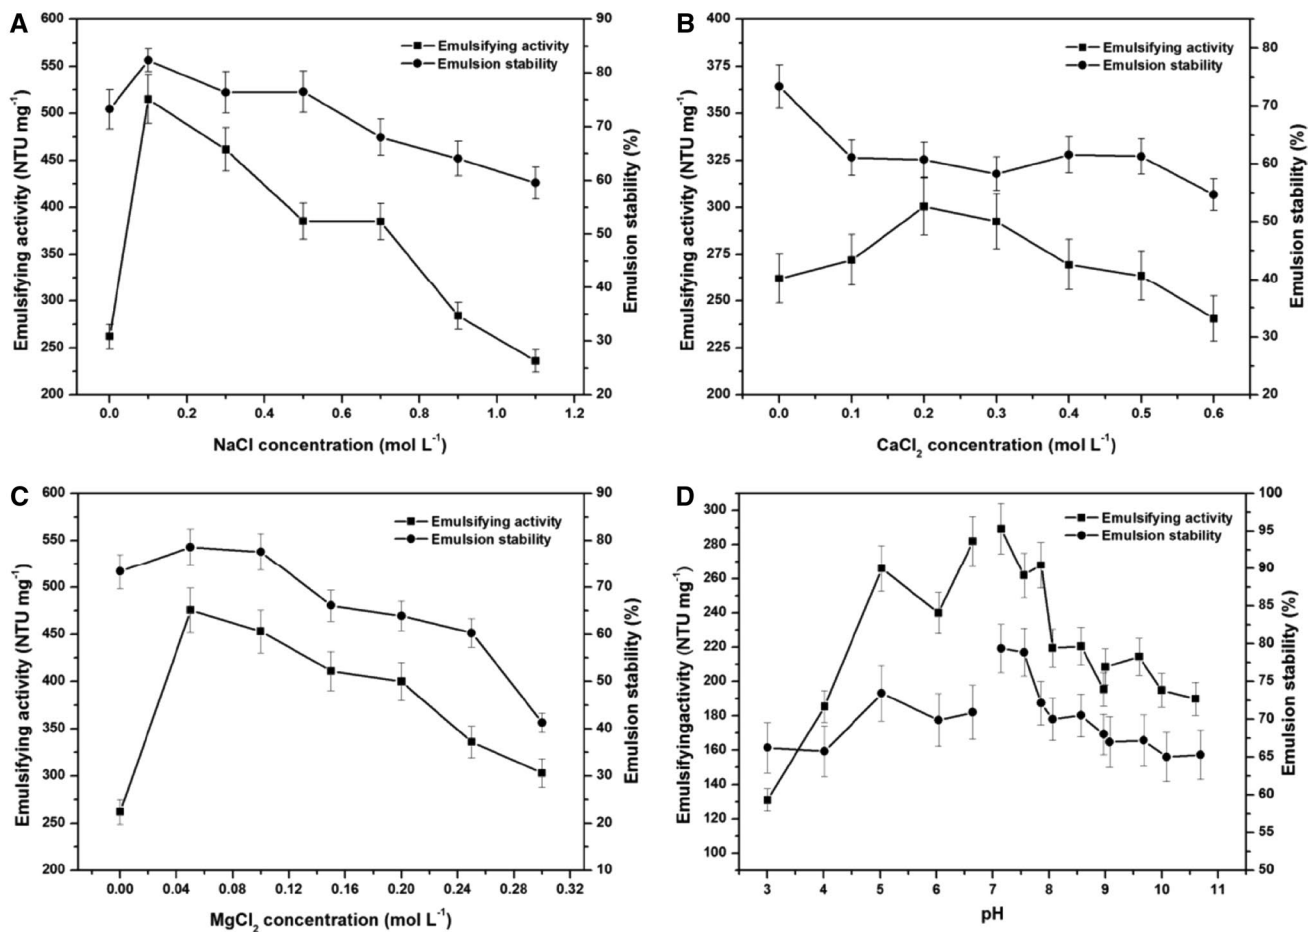 A
Emulsifying activity (NTU mg⁻¹)
600
550
500
450
400
350
300
250
200
Emulsifying activity
Emulsion stability
90
80
70
60
50
40
30
20
Emulsion stability (%)
0.0 0.2 0.4 0.6 0.8 1.0 1.2
NaCl concentration (mol L⁻¹)
B
Emulsifying activity (NTU mg⁻¹)
400
375
350
325
300
275
250
225
200
Emulsifying activity
Emulsion stability
80
70
60
50
40
30
20
Emulsion stability (%)
0.0 0.1 0.2 0.3 0.4 0.5 0.6
CaCl₂ concentration (mol L⁻¹)
C
Emulsifying activity (NTU mg⁻¹)
600
550
500
450
400
350
300
250
200
Emulsifying activity
Emulsion stability
90
80
70
60
50
40
30
20
10
Emulsion stability (%)
0.00 0.04 0.08 0.12 0.16 0.20 0.24 0.28 0.32
MgCl₂ concentration (mol L⁻¹)
D
Emulsifyingactivity (NTU mg⁻¹)
300
280
260
240
220
200
180
160
140
120
100
Emulsifying activity
Emulsion stability
100
95
90
85
80
75
70
65
60
55
50
Emulsion stability (%)
3 4 5 6 7 8 9 10 11
pH